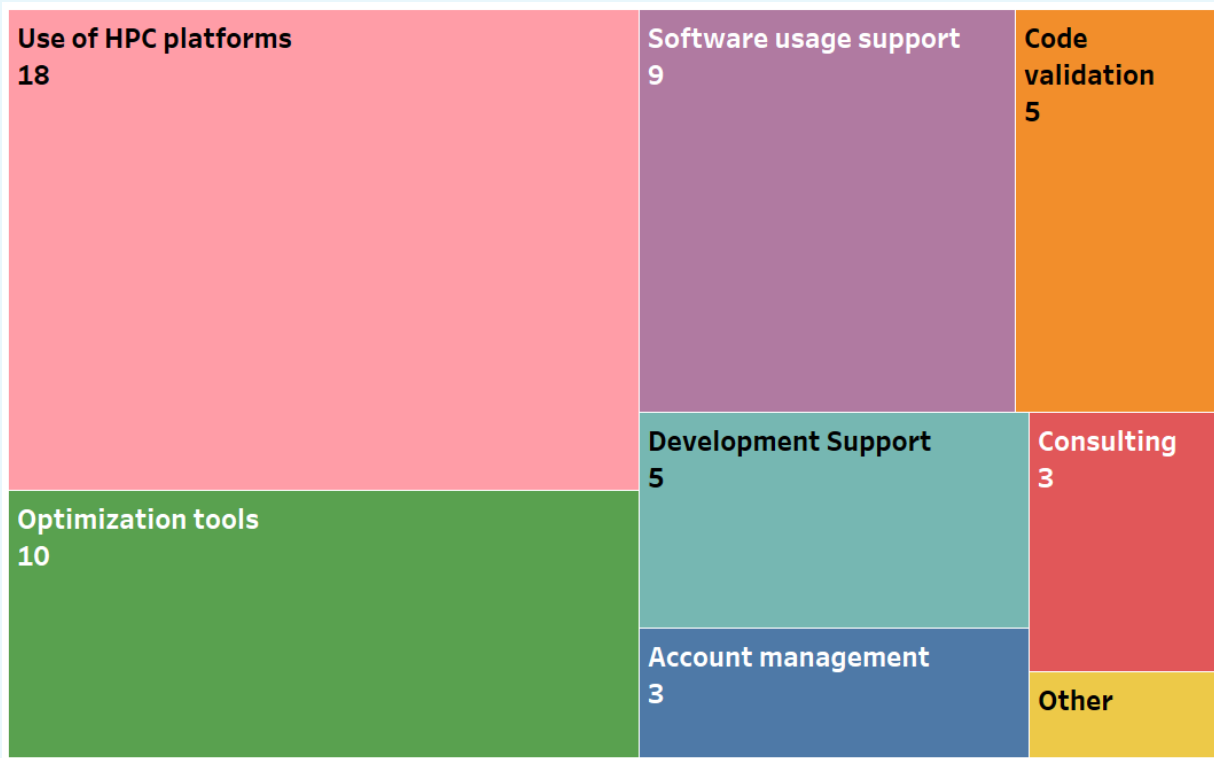 Use of HPC platforms
18
Software usage support
9
Code
validation
5
Optimization tools
10
Development Support
5
Consulting
3
Account management
3
Other